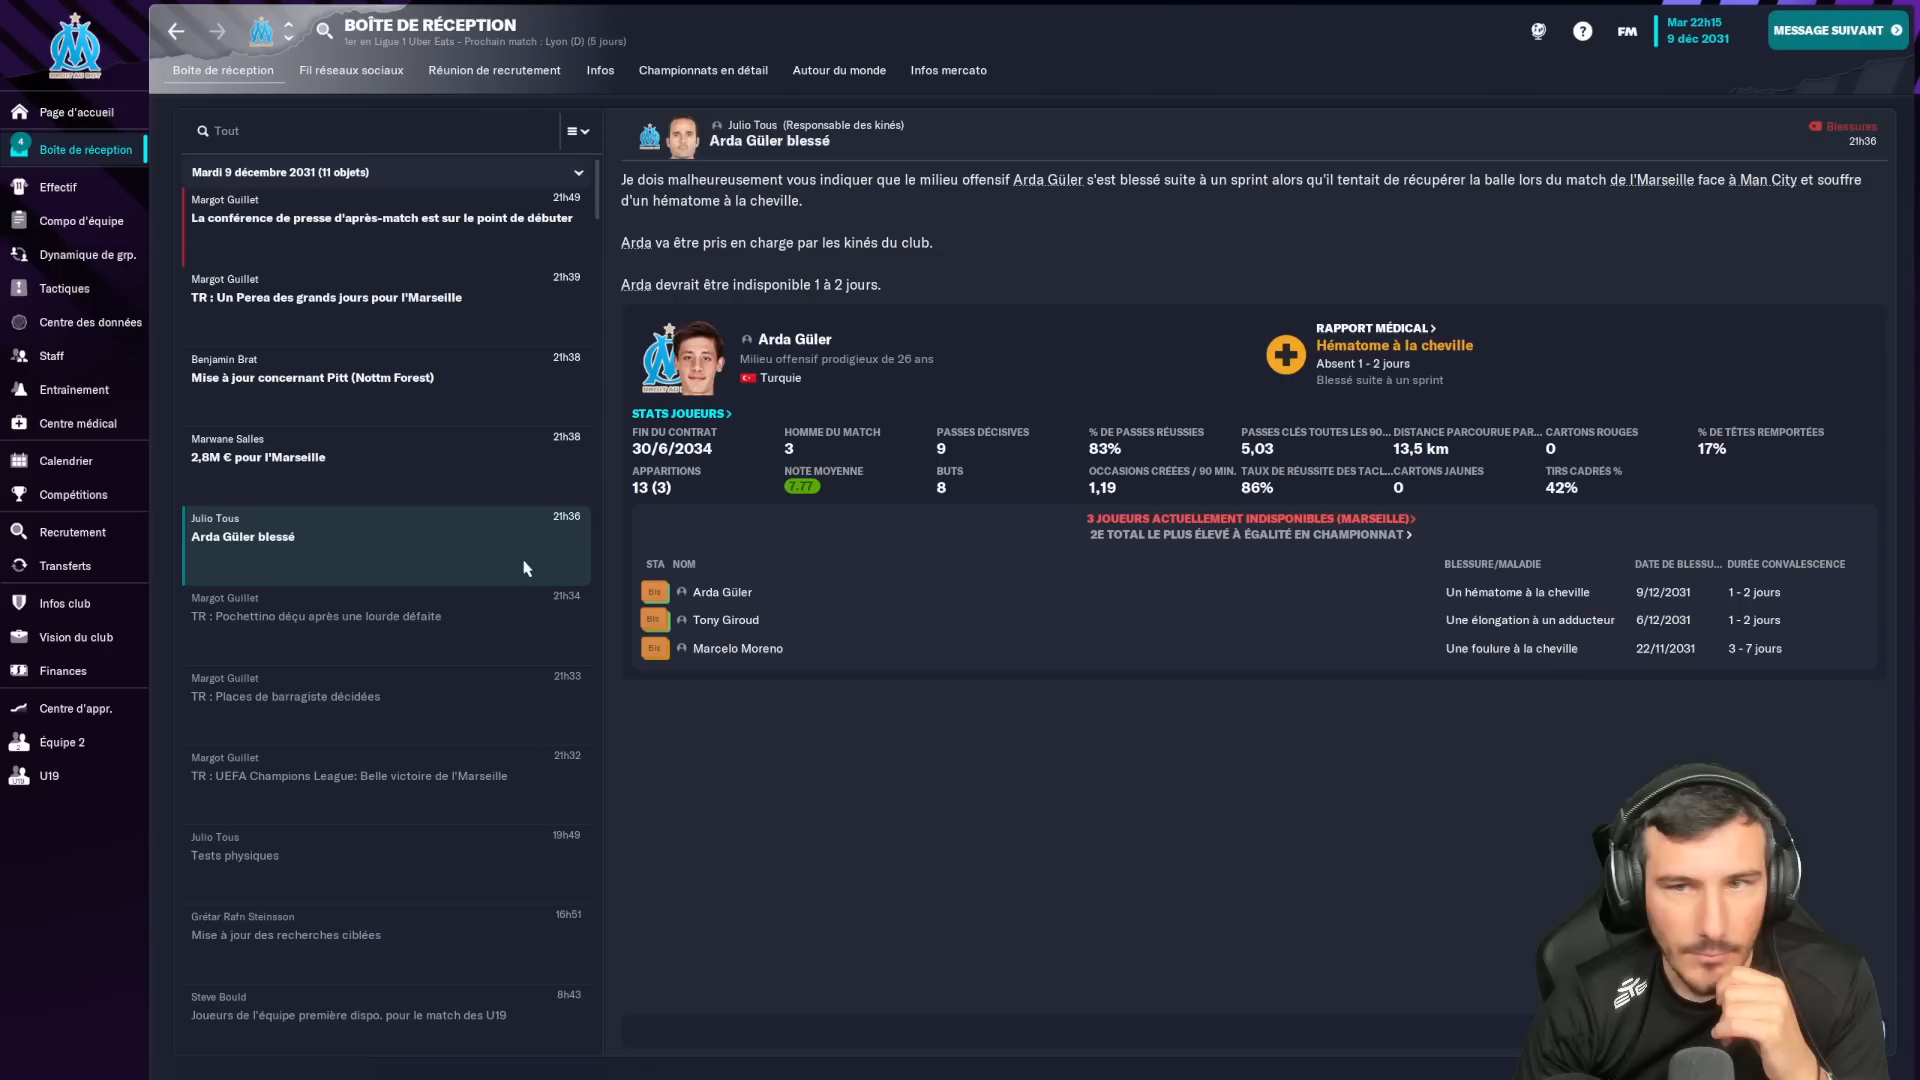 BOÎTE DE RÉCEPTION
1er en Ligue 1 Uber Eats - Prochain match : Lyon (D) (5 jours)
FM
Mar 22h15
9 déc 2031
MESSAGE SUIVANT
Boîte de réception
Fil réseaux sociaux
Réunion de recrutement
Infos
Championnats en détail
Autour du monde
Infos mercato
DROIT AU BUT
Page d'accueil
4
Boîte de réception
Effectif
Compo d'équipe
Dynamique de grp.
Tactiques
Centre des données
Staff
Entraînement
Centre médical
Calendrier
Compétitions
Recrutement
Transferts
Infos club
Vision du club
Finances
Centre d'appr.
2
Équipe 2
U19
U19
Tout
Mardi 9 décembre 2031 (11 objets)
Margot Guillet 21h49
La conférence de presse d'après-match est sur le point de débuter
Margot Guillet 21h39
TR : Un Perea des grands jours pour l'Marseille
Benjamin Brat 21h38
Mise à jour concernant Pitt (Nottm Forest)
Marwane Salles 21h38
2,8M € pour l'Marseille
Julio Tous 21h36
Arda Güler blessé
Margot Guillet 21h34
TR : Pochettino déçu après une lourde défaite
Margot Guillet 21h33
TR : Places de barragiste décidées
Margot Guillet 21h32
TR : UEFA Champions League: Belle victoire de l'Marseille
Julio Tous 19h49
Tests physiques
Grétar Rafn Steinsson 16h51
Mise à jour des recherches ciblées
Steve Bould 8h43
Joueurs de l'équipe première dispo. pour le match des U19
Julio Tous (Responsable des kinés)
Arda Güler blessé
Blessures
21h36
Je dois malheureusement vous indiquer que le milieu offensif Arda Güler s'est blessé suite à un sprint alors qu'il tentait de récupérer la balle lors du match de l'Marseille face à Man City et souffre
d'un hématome à la cheville.
Arda va être pris en charge par les kinés du club.
Arda devrait être indisponible 1 à 2 jours.
Arda Güler
Milieu offensif prodigieux de 26 ans
Turquie
RAPPORT MÉDICAL >
Hématome à la cheville
Absent 1 - 2 jours
Blessé suite à un sprint
STATS JOUEURS >
FIN DU CONTRAT HOMME DU MATCH PASSES DÉCISIVES % DE PASSES RÉUSSIES PASSES CLÉS TOUTES LES 90... DISTANCE PARCOURUE PAR... CARTONS ROUGES % DE TÊTES REMPORTÉES
30/6/2034 3 9 83% 5,03 13,5 km 0 17%
APPARITIONS NOTE MOYENNE BUTS OCCASIONS CRÉÉES / 90 MIN. TAUX DE RÉUSSITE DES TACL... CARTONS JAUNES TIRS CADRÉS %
13 (3) 7.77 8 1,19 86% 0 42%
3 JOUEURS ACTUELLEMENT INDISPONIBLES (MARSEILLE) >
2E TOTAL LE PLUS ÉLEVÉ À ÉGALITÉ EN CHAMPIONNAT >
STA NOM BLESSURE/MALADIE DATE DE BLESSU... DURÉE CONVALESCENCE
Bls Arda Güler Un hématome à la cheville 9/12/2031 1 - 2 jours
Bls Tony Giroud Une élongation à un adducteur 6/12/2031 1 - 2 jours
Bls Marcelo Moreno Une foulure à la cheville 22/11/2031 3 - 7 jours